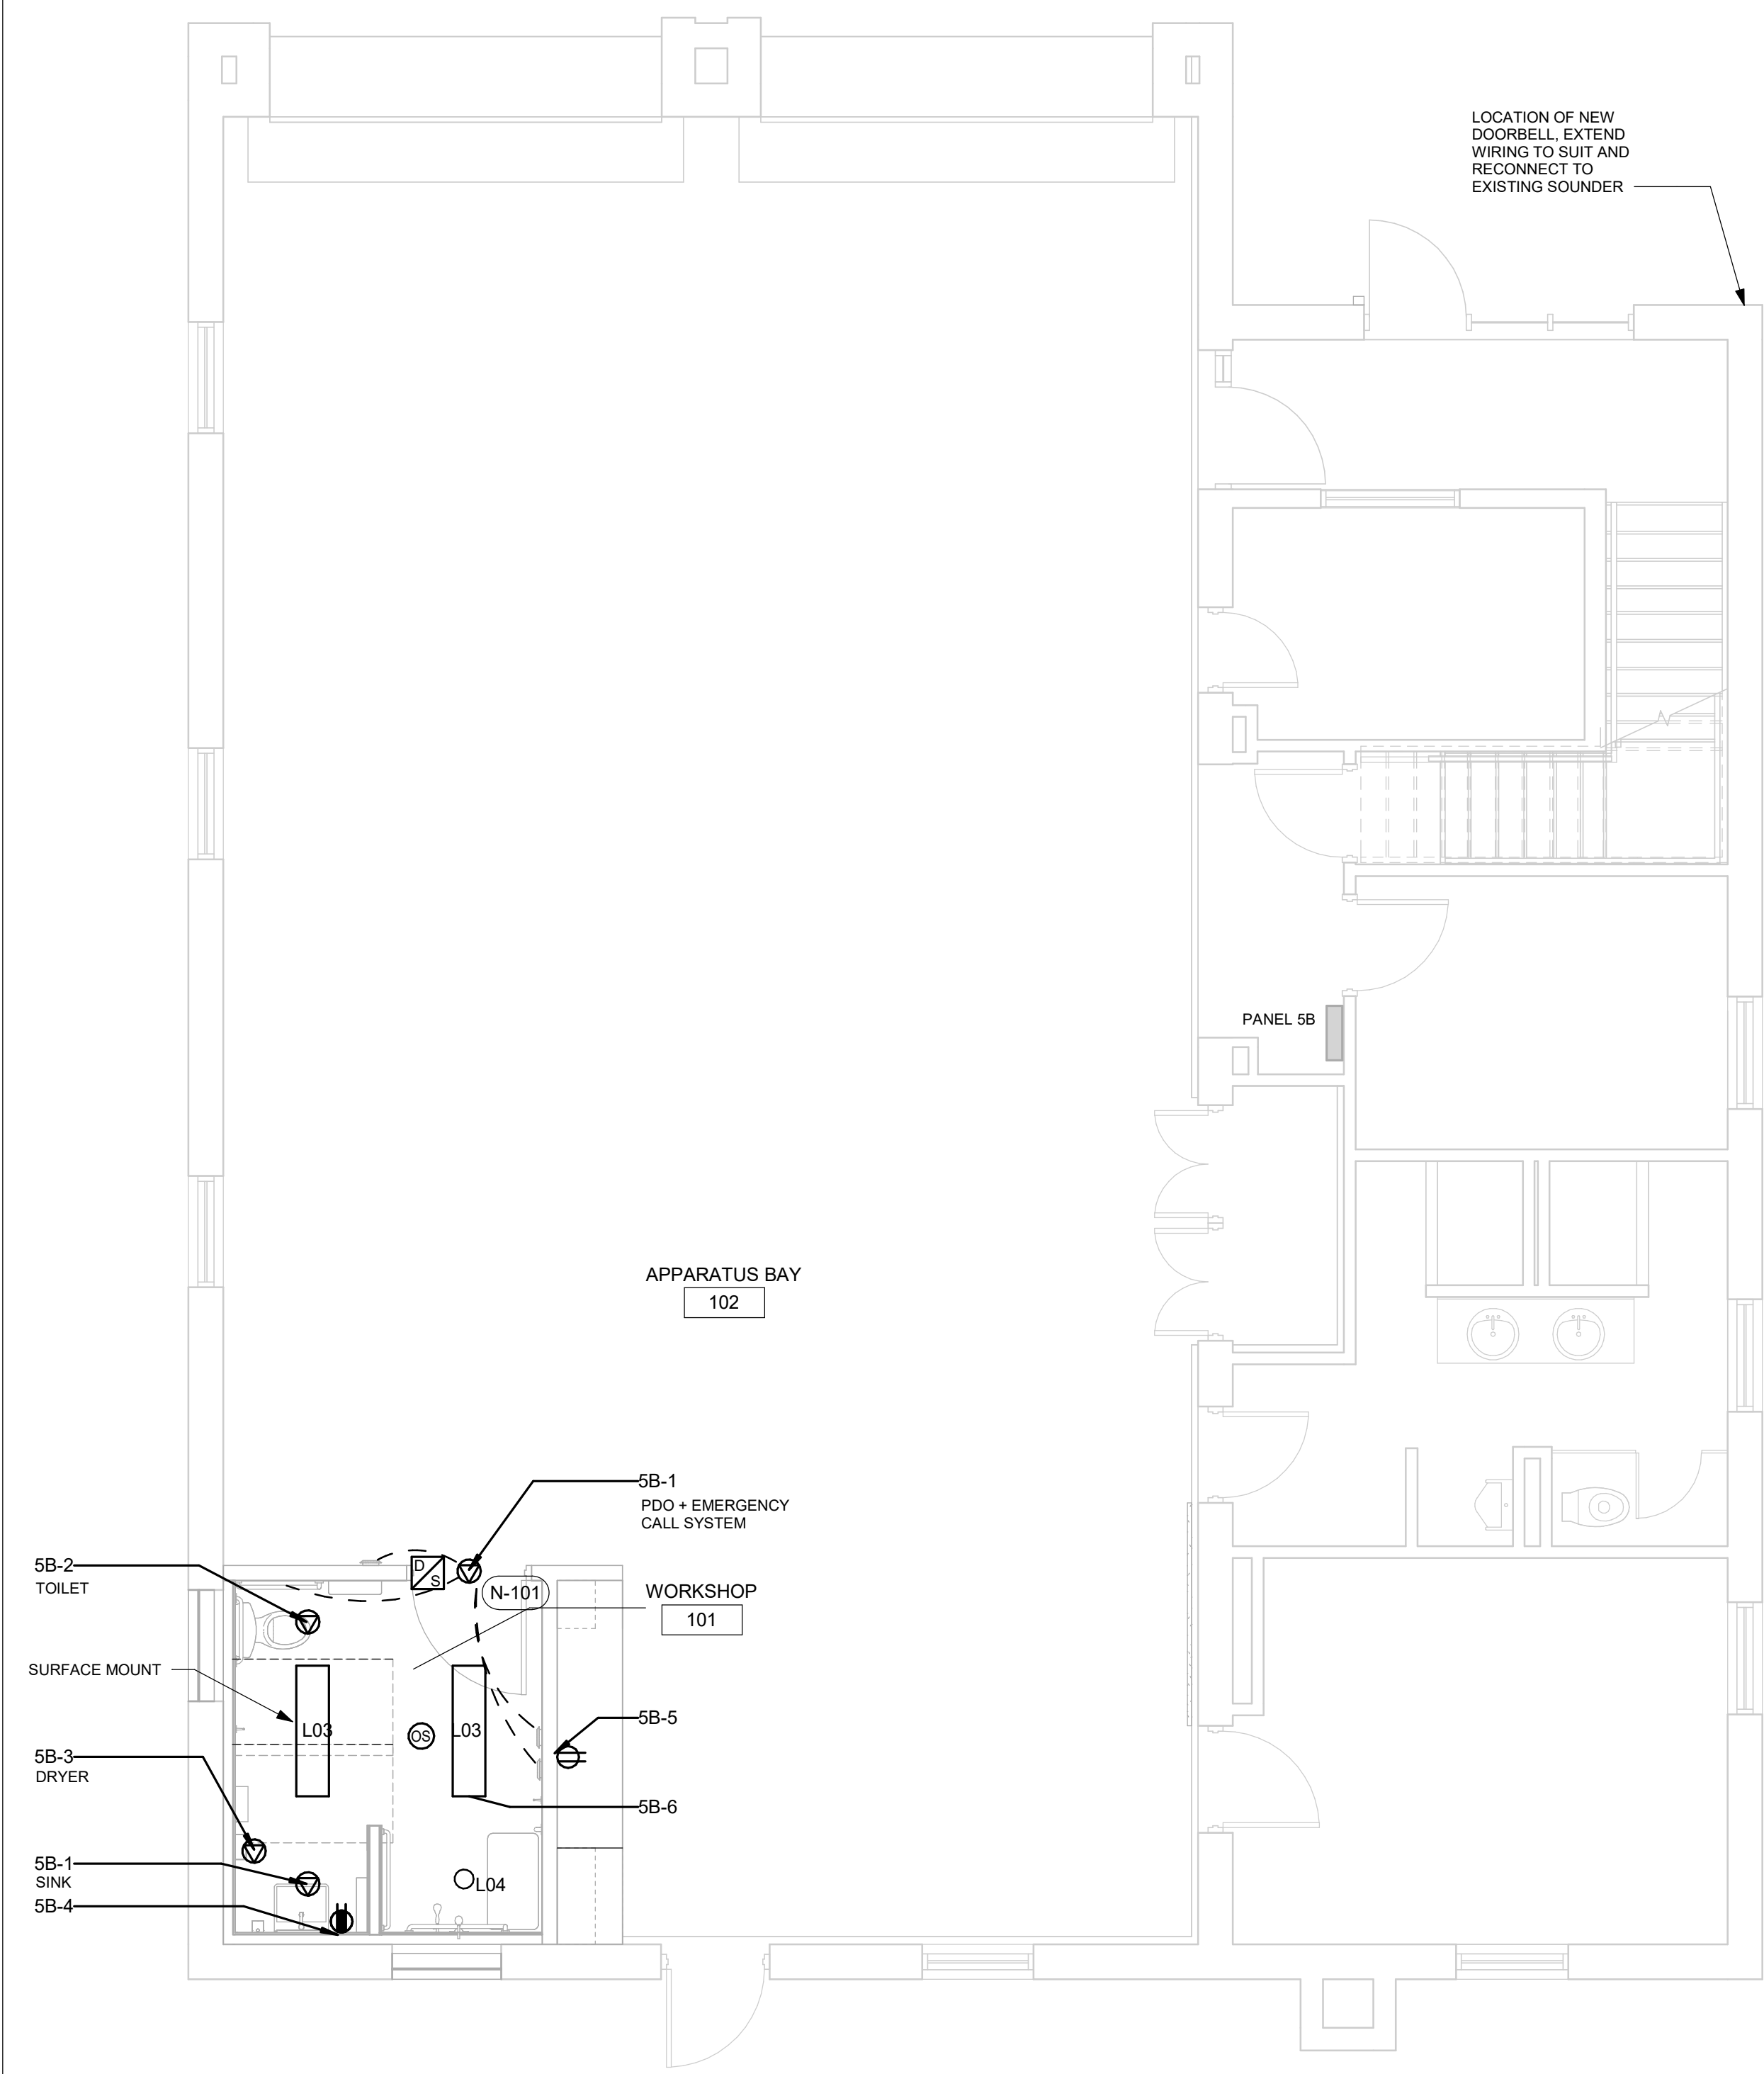 LOCATION OF NEW
DOORBELL, EXTEND
WIRING TO SUIT AND
RECONNECT TO
EXISTING SOUNDER
PANEL 5B
APPARATUS BAY
102
5B-1
PDO + EMERGENCY
CALL SYSTEM
5B-2
TOILET
D
S
N-101
WORKSHOP
101
SURFACE MOUNT
L03
OS
L03
5B-5
5B-3
DRYER
5B-6
5B-1
SINK
L04
5B-4